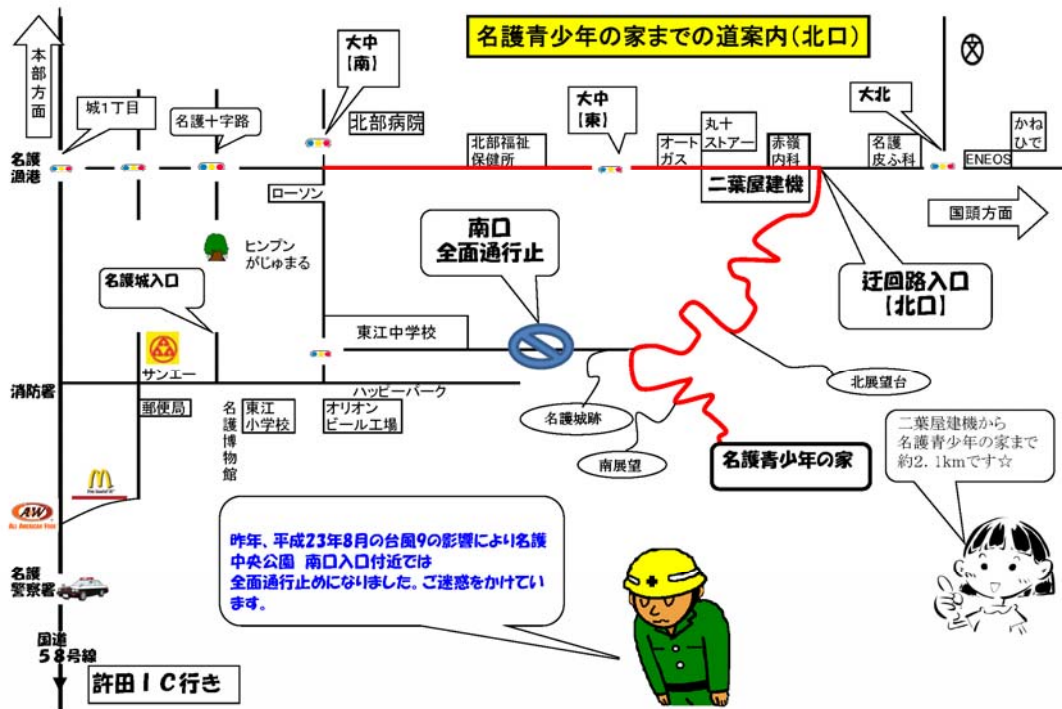 名護青少年の家までの道案内(北口)
本部方面
城1丁目
名護十字路
大中
【南】
北部病院
北部福祉
保健所
大中
【東】
オート
ガス
丸十
ストアー
赤嶺
内科
名護
皮ふ科
大北
ENEOS
かね
ひで
名護
漁港
ローソン
二葉屋建機
国頭方面
ヒンプン
がじゅまる
南口
全面通行止
迂回路入口
【北口】
名護城入口
東江中学校
サンエー
消防署
ハッピーパーク
郵便局
名護博物館
東江
小学校
オリオン
ビール工場
名護城跡
南展望
北展望台
名護青少年の家
二葉屋建機から
名護青少年の家まで
約2.1kmです☆
A&W
ALL AMERICAN FOOD
昨年、平成23年8月の台風9の影響により名護
中央公園 南口入口付近では
全面通行止めになりました。ご迷惑をかけてい
ます。
名護
警察署
国道
58号線
許田IC行き